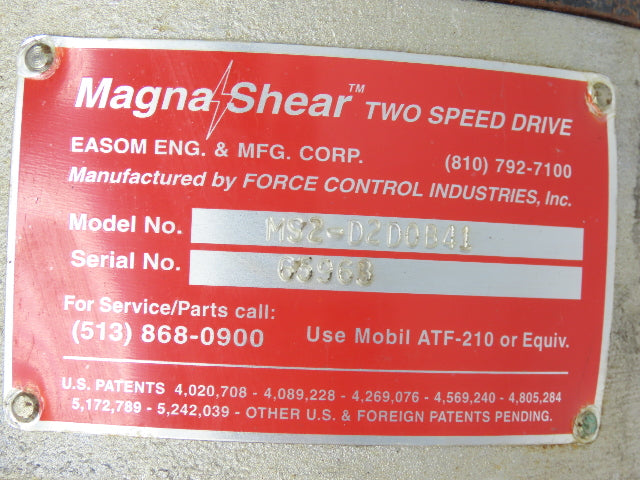 Magna Shear™ TWO SPEED DRIVE
EASOM ENG. & MFG. CORP. (810) 792-7100
Manufactured by FORCE CONTROL INDUSTRIES, Inc.
Model No. MS2-D2D0B41
Serial No. 65968
For Service/Parts call:
(513) 868-0900 Use Mobil ATF-210 or Equiv.
U.S. PATENTS 4,020,708 - 4,089,228 - 4,269,076 - 4,569,240 - 4,805,284
5,172,789 - 5,242,039 - OTHER U.S. & FOREIGN PATENTS PENDING.